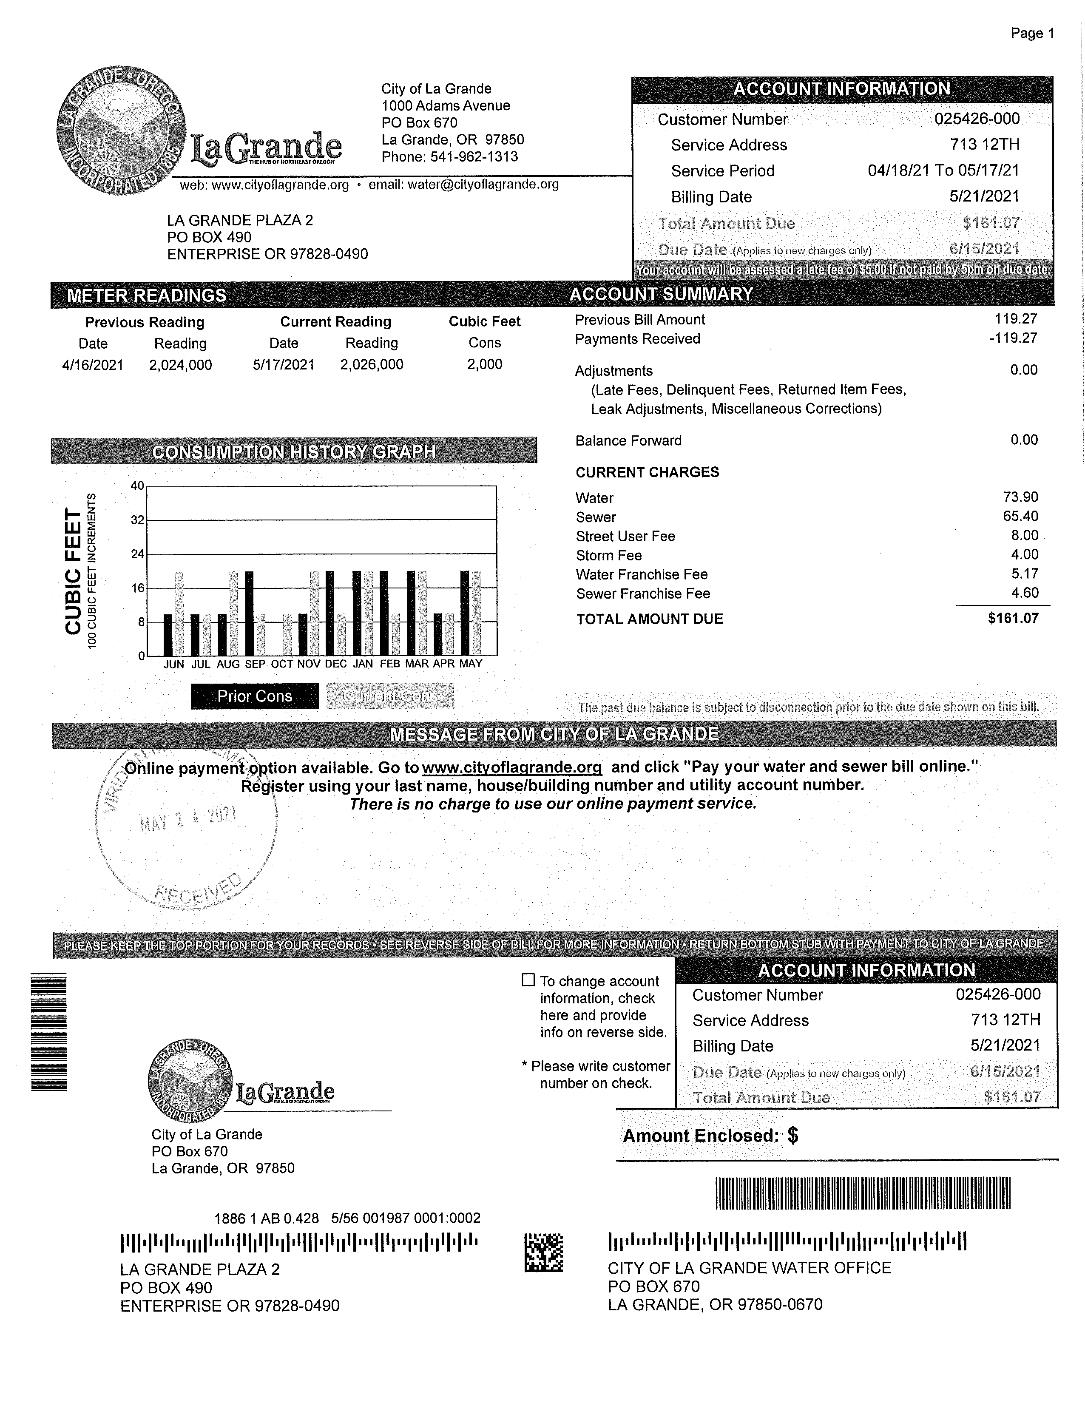 Page 1
LA GRANDE, OREGON
INCORPORATED
LaGrande
THE HUB OF NORTHEAST OREGON
City of La Grande
1000 Adams Avenue
PO Box 670
La Grande, OR 97850
Phone: 541-962-1313
web: www.cityoflagrande.org • email: water@cityoflagrande.org
LA GRANDE PLAZA 2
PO BOX 490
ENTERPRISE OR 97828-0490
ACCOUNT INFORMATION
Customer Number 025426-000
Service Address 713 12TH
Service Period 04/18/21 To 05/17/21
Billing Date 5/21/2021
Total Amount Due $161.07
Due Date (Applies to new charges only) 6/15/2021
Your account will be assessed a late fee of $5.00 if not paid by 5pm on due date.
METER READINGS
Previous Reading Current Reading Cubic Feet
Date Reading Date Reading Cons
4/16/2021 2,024,000 5/17/2021 2,026,000 2,000
ACCOUNT SUMMARY
Previous Bill Amount 119.27
Payments Received -119.27
Adjustments 0.00
(Late Fees, Delinquent Fees, Returned Item Fees,
Leak Adjustments, Miscellaneous Corrections)
Balance Forward 0.00
CURRENT CHARGES
Water 73.90
Sewer 65.40
Street User Fee 8.00
Storm Fee 4.00
Water Franchise Fee 5.17
Sewer Franchise Fee 4.60
TOTAL AMOUNT DUE $161.07
The past due balance is subject to disconnection prior to the due date shown on this bill.
CONSUMPTION HISTORY GRAPH
CUBIC FEET
100 CUBIC FEET INCREMENTS
40
32
24
16
8
0
JUN JUL AUG SEP OCT NOV DEC JAN FEB MAR APR MAY
Prior Cons
MESSAGE FROM CITY OF LA GRANDE
Online payment option available. Go to www.cityoflagrande.org and click "Pay your water and sewer bill online."
Register using your last name, house/building number and utility account number.
There is no charge to use our online payment service.
MAY 24 2021
RECEIVED
PLEASE KEEP THE TOP PORTION FOR YOUR RECORDS • SEE REVERSE SIDE OF BILL FOR MORE INFORMATION • RETURN BOTTOM STUB WITH PAYMENT TO CITY OF LA GRANDE
To change account
information, check
here and provide
info on reverse side.
* Please write customer
number on check.
ACCOUNT INFORMATION
Customer Number 025426-000
Service Address 713 12TH
Billing Date 5/21/2021
Due Date (Applies to new charges only) 6/15/2021
Total Amount Due $161.07
Amount Enclosed: $
LaGrande
City of La Grande
PO Box 670
La Grande, OR 97850
1886 1 AB 0.428 5/56 001987 0001:0002
LA GRANDE PLAZA 2
PO BOX 490
ENTERPRISE OR 97828-0490
CITY OF LA GRANDE WATER OFFICE
PO BOX 670
LA GRANDE, OR 97850-0670